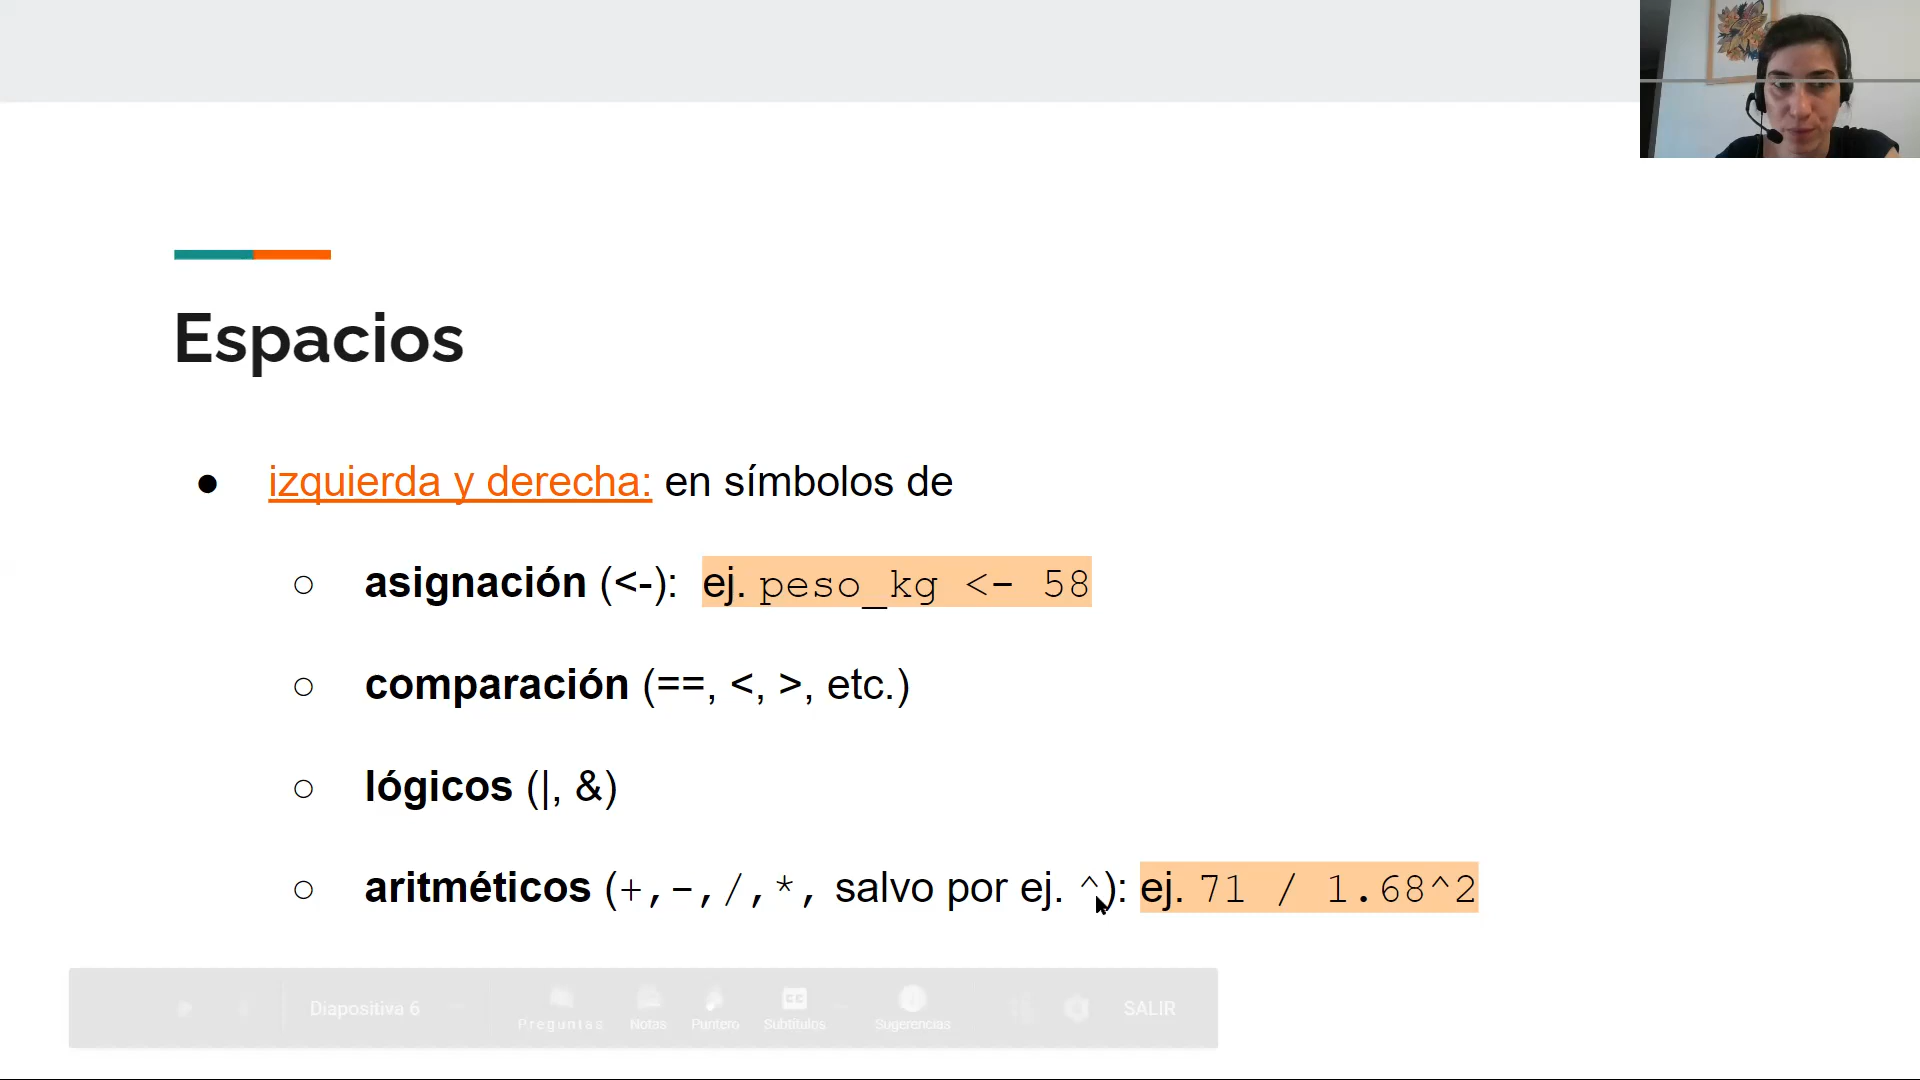 Espacios
● izquierda y derecha: en símbolos de
○ asignación (<-): ej. peso_kg <- 58
○ comparación (==, <, >, etc.)
○ lógicos (|, &)
○ aritméticos (+,-,/,*, salvo por ej. ^): ej. 71 / 1.68^2
Diapositiva 6
Preguntas Notas Puntero Subtítulos Sugerencias SALIR